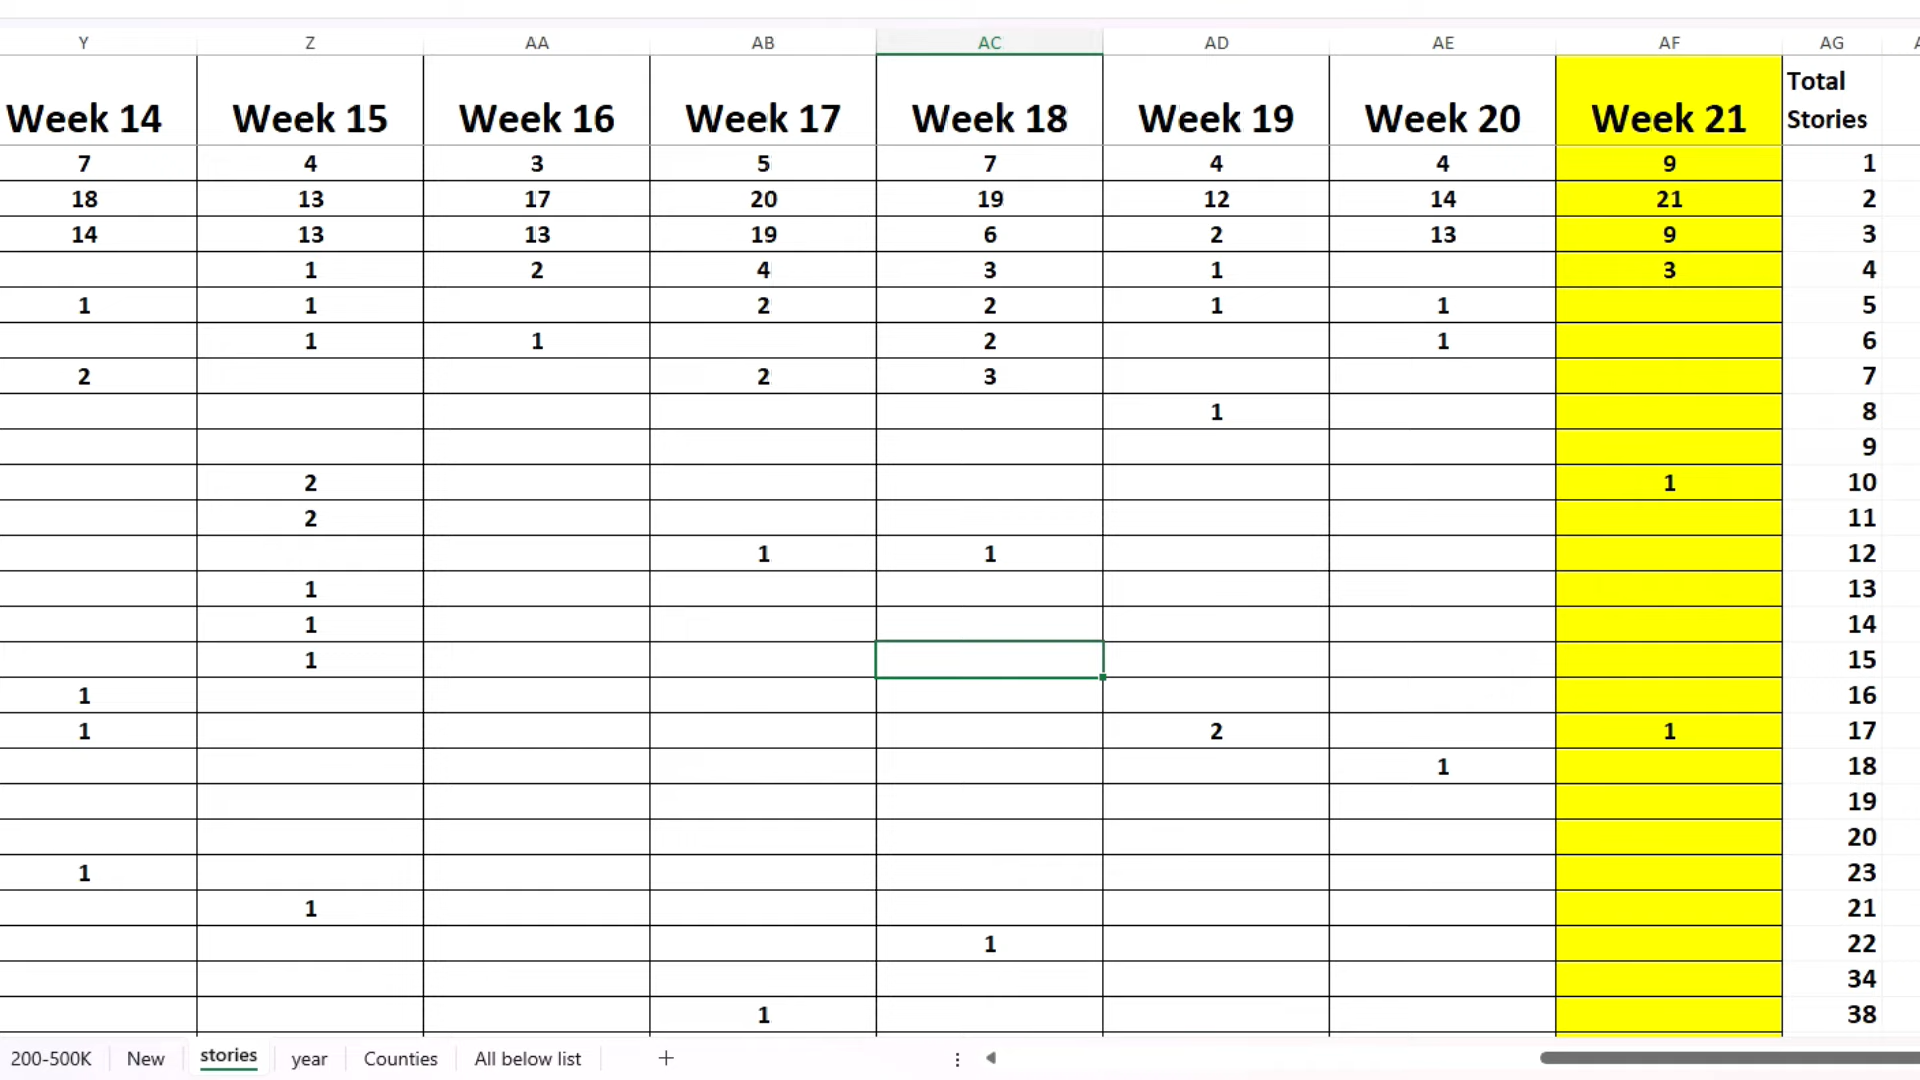 Y Z AA AB AC AD AE AF AG
Total
Week 14 Week 15 Week 16 Week 17 Week 18 Week 19 Week 20 Week 21 Stories
7 4 3 5 7 4 4 9 1
18 13 17 20 19 12 14 21 2
14 13 13 19 6 2 13 9 3
1 2 4 3 1 3 4
1 1 2 2 1 1 5
1 1 2 1 6
2 2 3 7
1 8
9
2 1 10
2 11
1 1 12
1 13
1 14
1 15
1 16
1 2 1 17
1 18
19
20
1 23
1 21
1 22
34
1 38
200-500K New stories year Counties All below list +